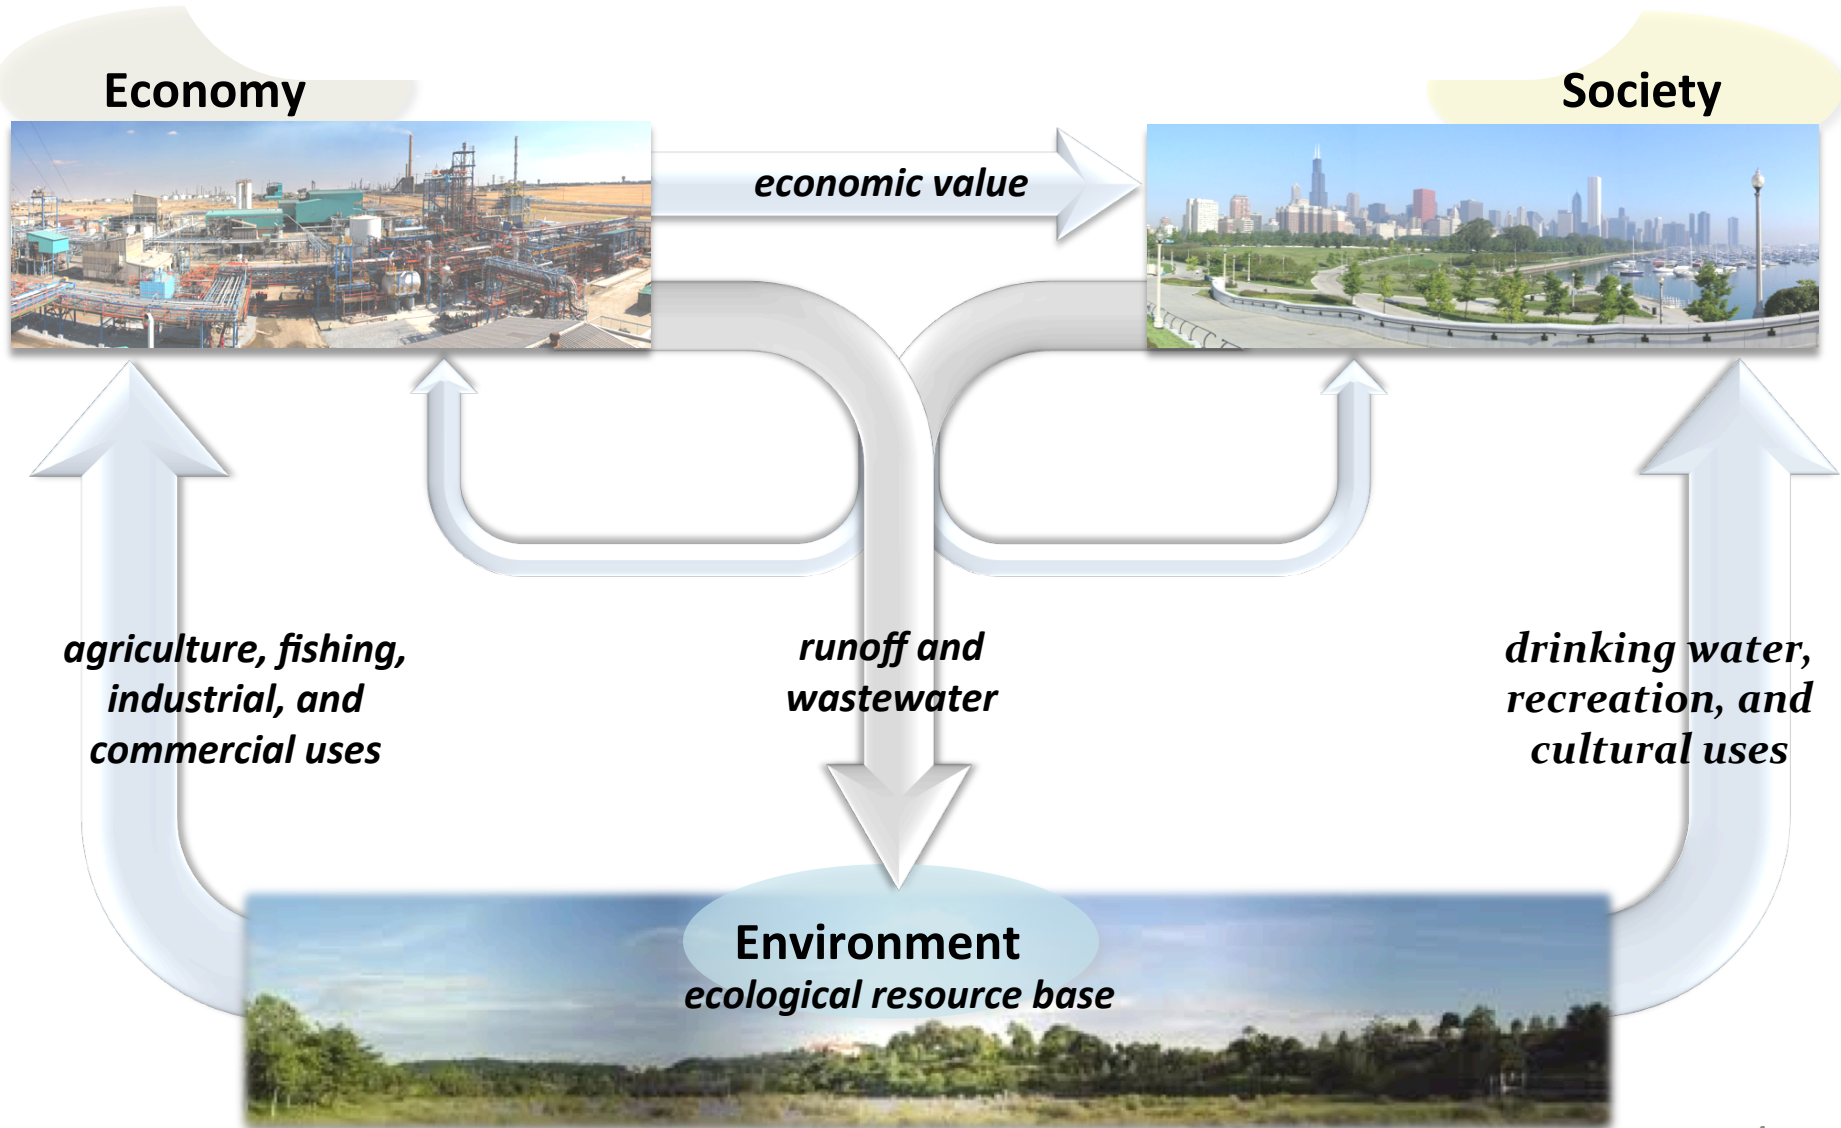 Economy
Society
economic value
agriculture, fishing,
industrial, and
commercial uses
runoff and
wastewater
drinking water,
recreation, and
cultural uses
Environment
ecological resource base